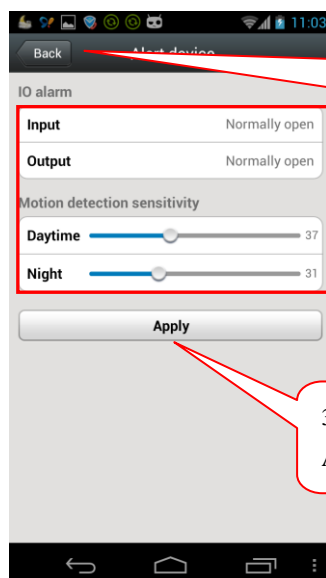 11:03
Back
Alert device
IO alarm
Input Normally open
Output Normally open
Motion detection sensitivity
Daytime 37
Night 31
Apply
3
A